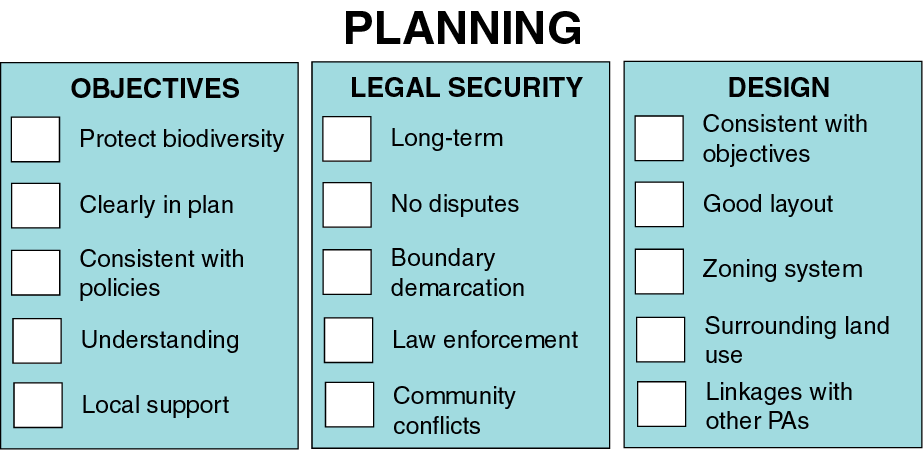 PLANNING
OBJECTIVES
Protect biodiversity
Clearly in plan
Consistent with
policies
Understanding
Local support
LEGAL SECURITY
Long-term
No disputes
Boundary
demarcation
Law enforcement
Community
conflicts
DESIGN
Consistent with
objectives
Good layout
Zoning system
Surrounding land
use
Linkages with
other PAs